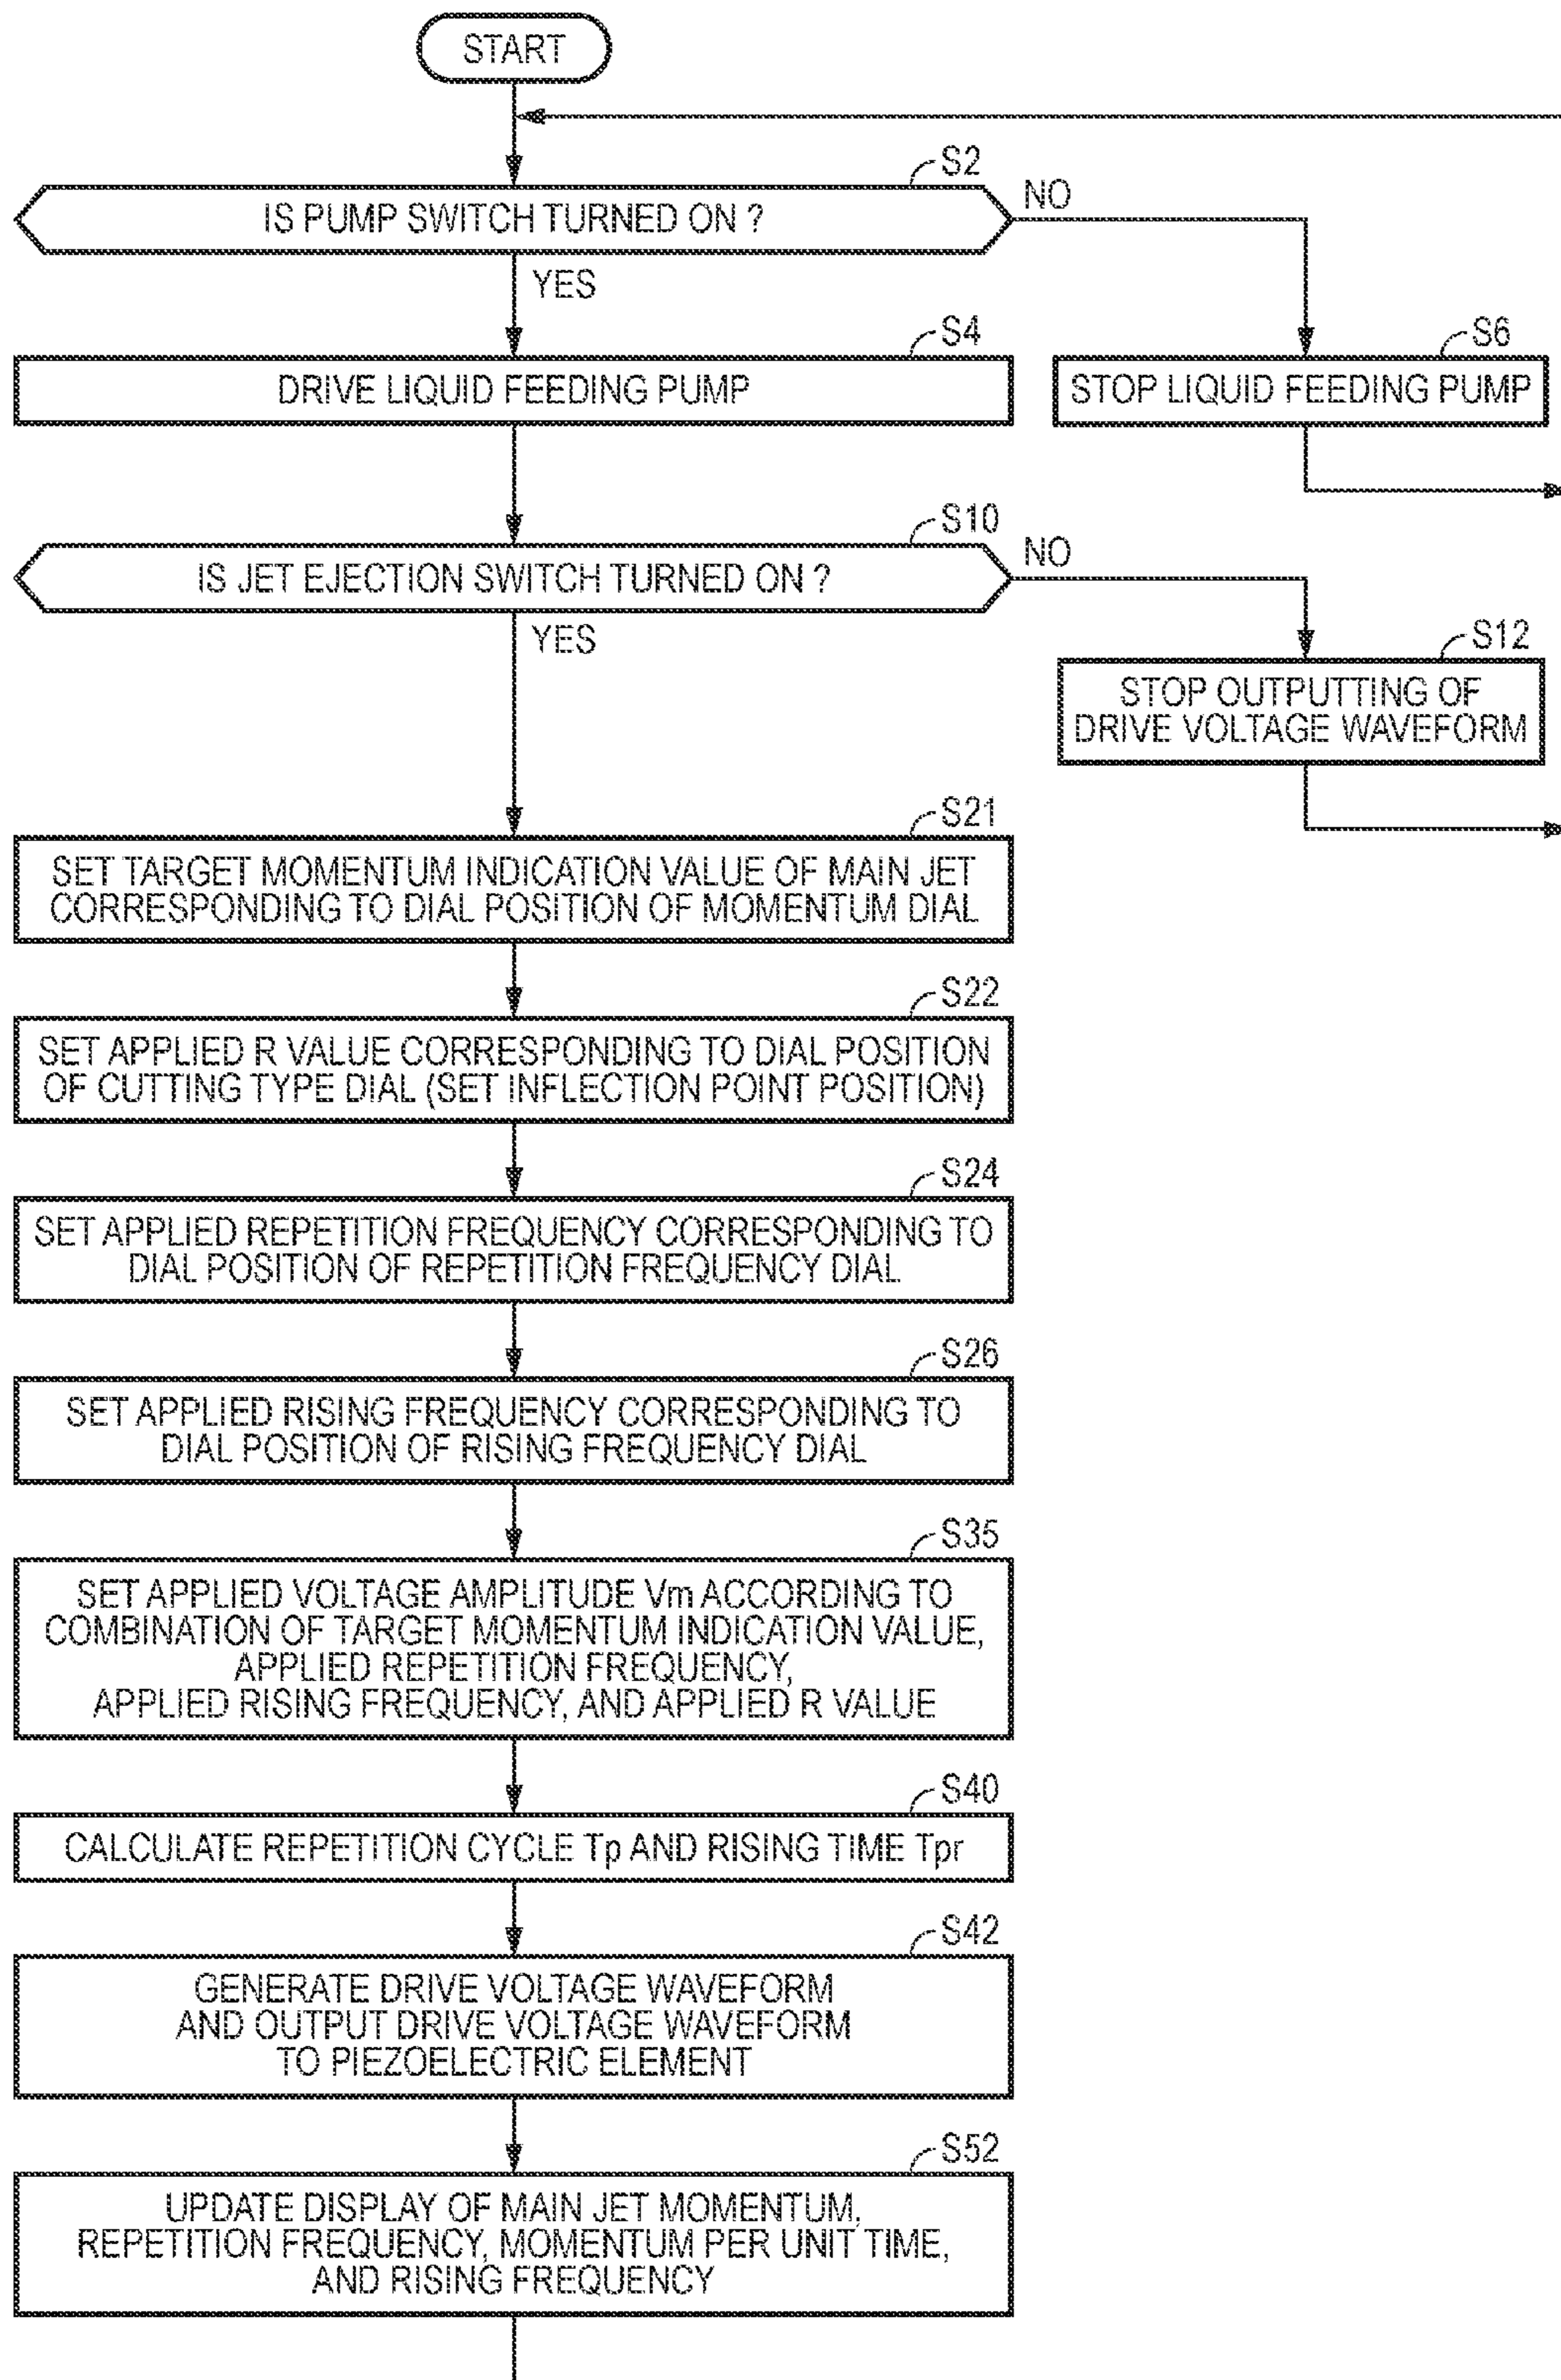 START
S2
IS PUMP SWITCH TURNED ON ?
NO
YES
S4
DRIVE LIQUID FEEDING PUMP
S6
STOP LIQUID FEEDING PUMP
S10
IS JET EJECTION SWITCH TURNED ON ?
NO
YES
S12
STOP OUTPUTTING OF
DRIVE VOLTAGE WAVEFORM
S21
SET TARGET MOMENTUM INDICATION VALUE OF MAIN JET
CORRESPONDING TO DIAL POSITION OF MOMENTUM DIAL
S22
SET APPLIED R VALUE CORRESPONDING TO DIAL POSITION
OF CUTTING TYPE DIAL (SET INFLECTION POINT POSITION)
S24
SET APPLIED REPETITION FREQUENCY CORRESPONDING TO
DIAL POSITION OF REPETITION FREQUENCY DIAL
S26
SET APPLIED RISING FREQUENCY CORRESPONDING TO
DIAL POSITION OF RISING FREQUENCY DIAL
S35
SET APPLIED VOLTAGE AMPLITUDE Vm ACCORDING TO
COMBINATION OF TARGET MOMENTUM INDICATION VALUE,
APPLIED REPETITION FREQUENCY,
APPLIED RISING FREQUENCY, AND APPLIED R VALUE
S40
CALCULATE REPETITION CYCLE Tp AND RISING TIME Tpr
S42
GENERATE DRIVE VOLTAGE WAVEFORM
AND OUTPUT DRIVE VOLTAGE WAVEFORM
TO PIEZOELECTRIC ELEMENT
S52
UPDATE DISPLAY OF MAIN JET MOMENTUM,
REPETITION FREQUENCY, MOMENTUM PER UNIT TIME,
AND RISING FREQUENCY